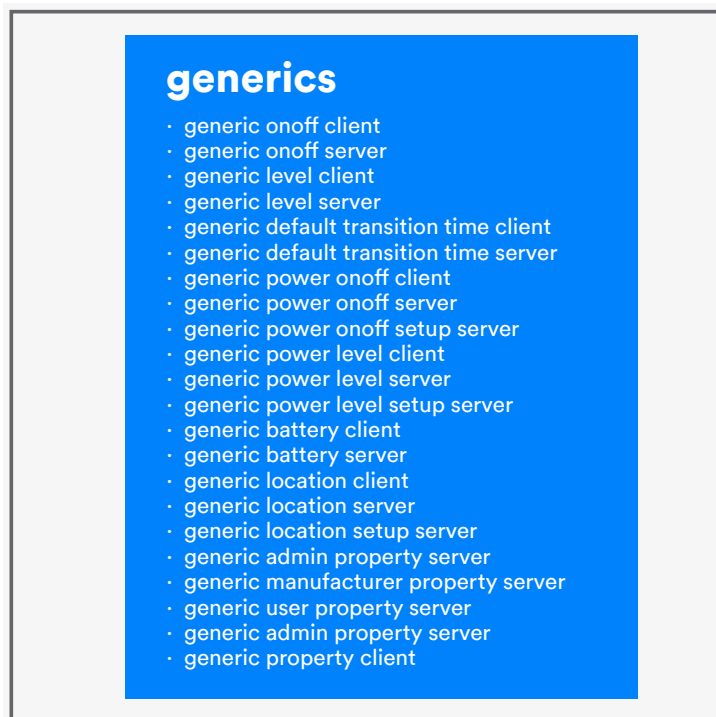 generics
· generic onoff client
· generic onoff server
· generic level client
· generic level server
· generic default transition time client
· generic default transition time server
· generic power onoff client
· generic power onoff server
· generic power onoff setup server
· generic power level client
· generic power level server
· generic power level setup server
· generic battery client
· generic battery server
· generic location client
· generic location server
· generic location setup server
· generic admin property server
· generic manufacturer property server
· generic user property server
· generic admin property server
· generic property client